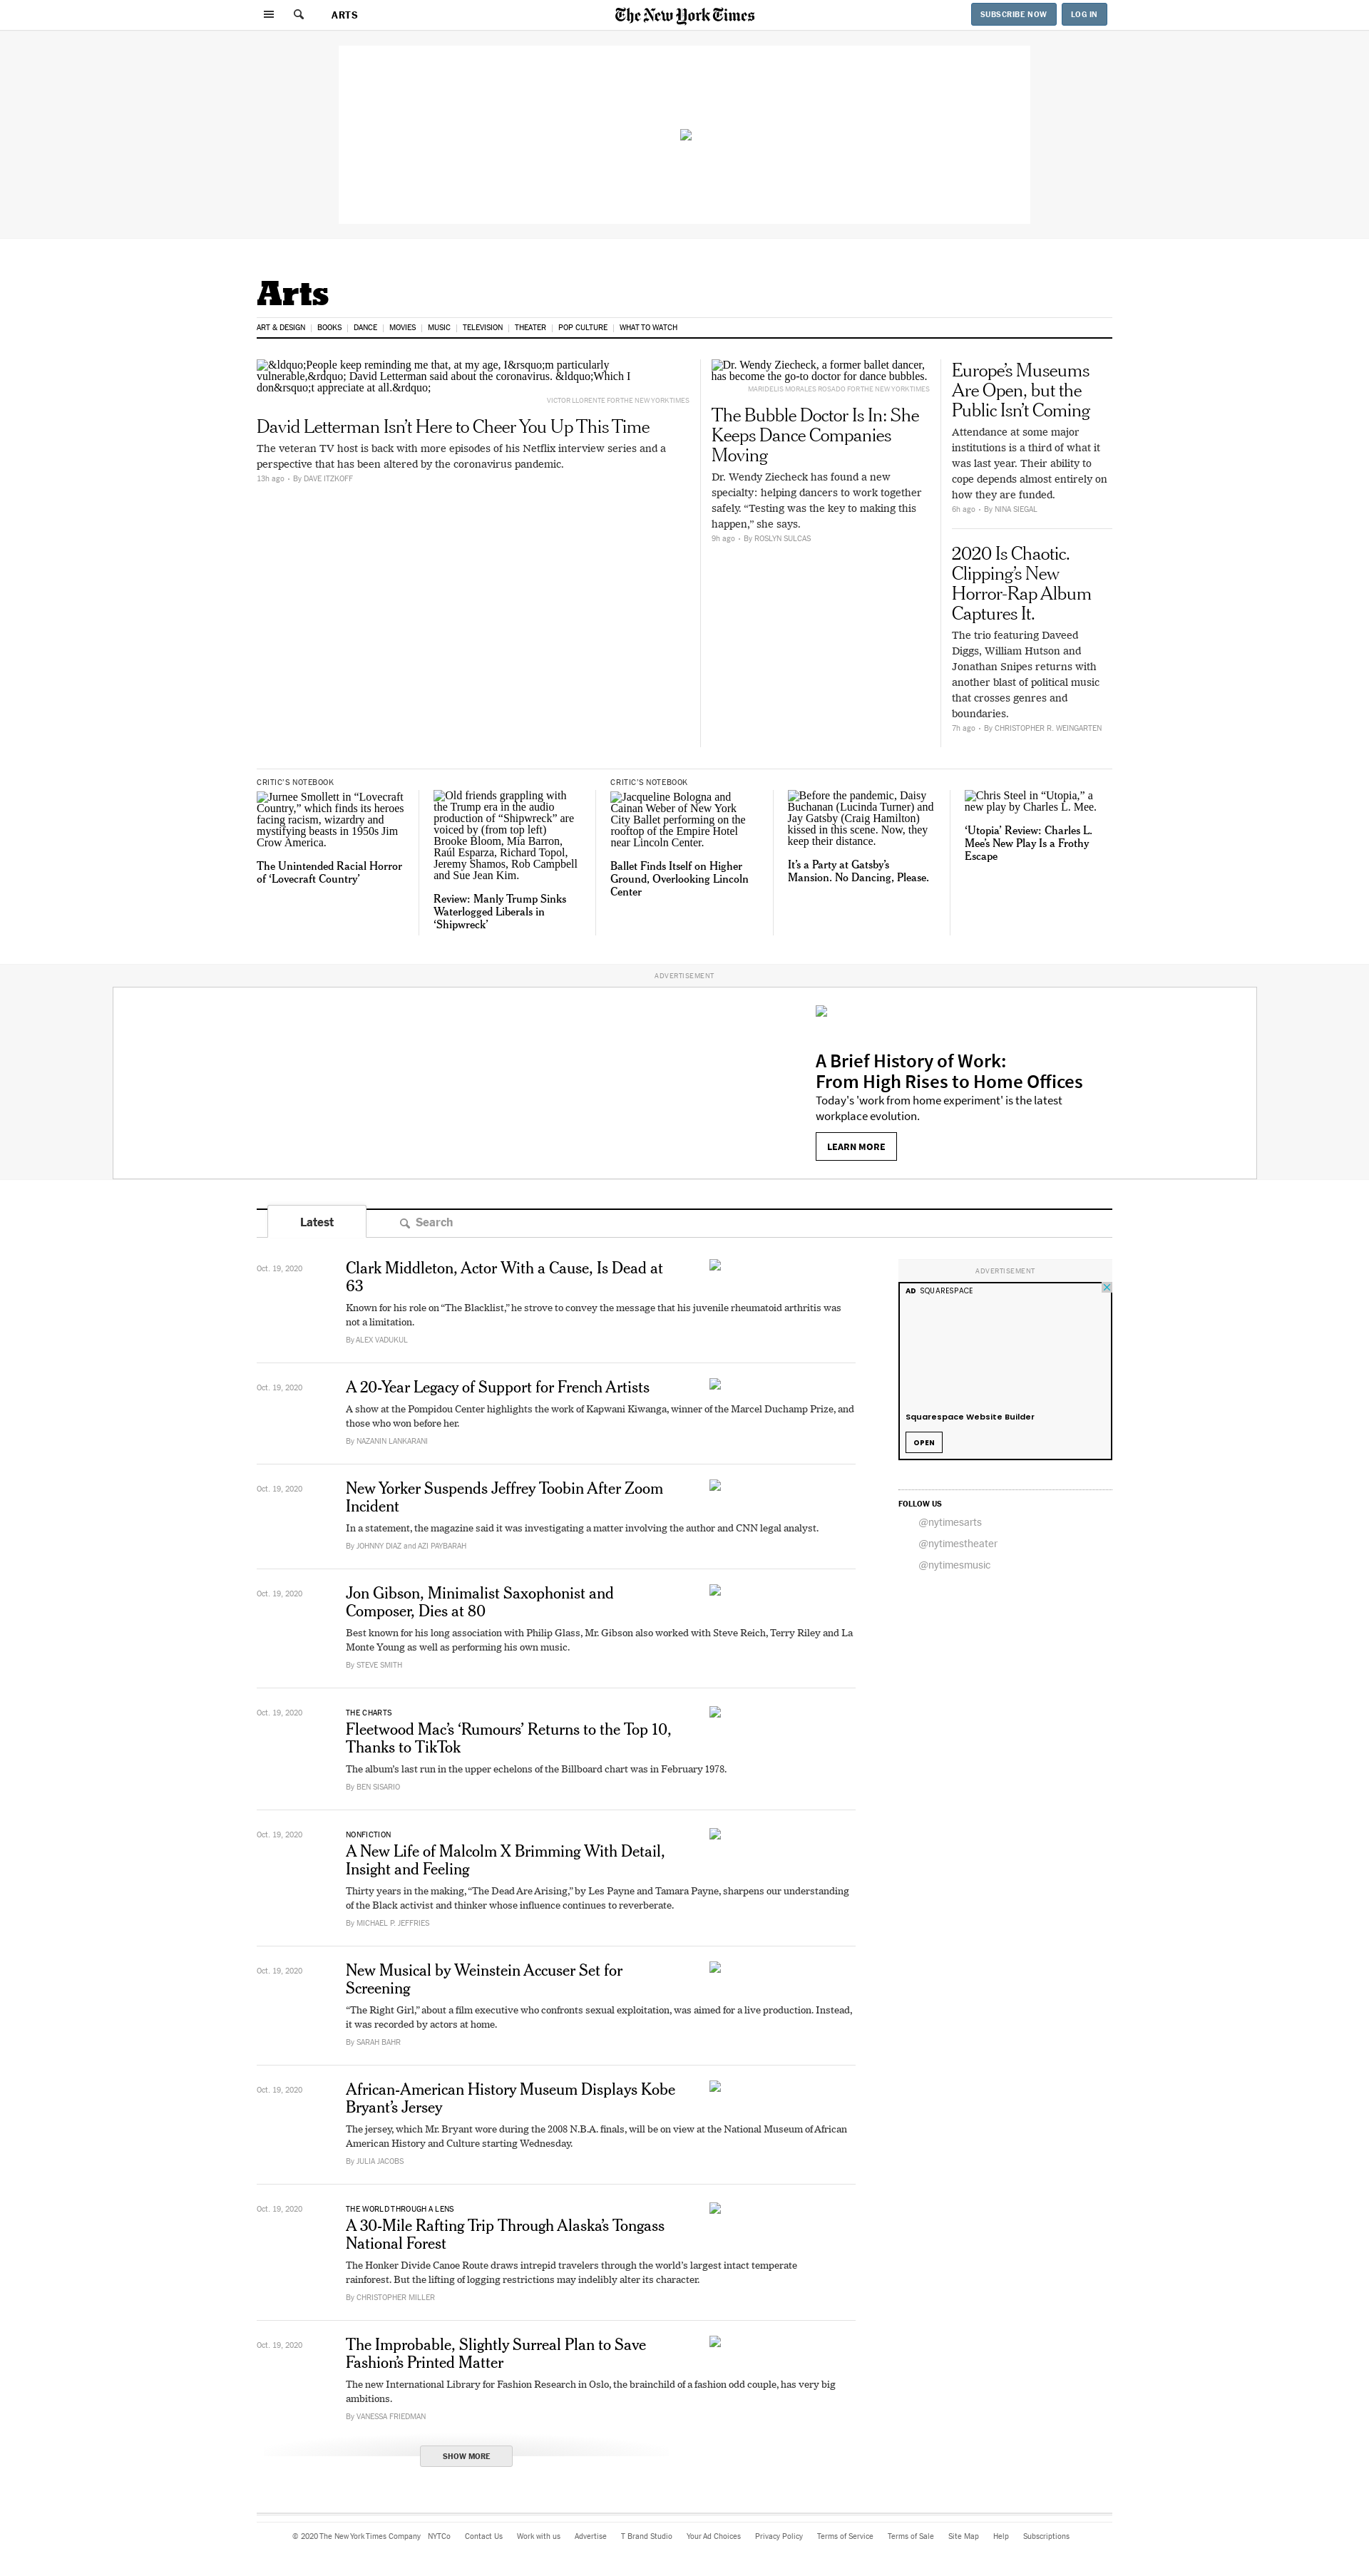 ARTS
The New York Times
SUBSCRIBE NOW
LOG IN
Arts
ART & DESIGN
BOOKS
DANCE
MOVIES
MUSIC
TELEVISION
THEATER
POP CULTURE
WHAT TO WATCH
&ldquo;People keep reminding me that, at my age, I&rsquo;m particularly
vulnerable,&rdquo; David Letterman said about the coronavirus. &ldquo;Which I
don&rsquo;t appreciate at all.&rdquo;
VICTOR LLORENTE FOR THE NEW YORK TIMES
David Letterman Isn’t Here to Cheer You Up This Time
The veteran TV host is back with more episodes of his Netflix interview series and a
perspective that has been altered by the coronavirus pandemic.
13h ago • By DAVE ITZKOFF
Dr. Wendy Ziecheck, a former ballet dancer,
has become the go-to doctor for dance bubbles.
MARIDELIS MORALES ROSADO FOR THE NEW YORK TIMES
The Bubble Doctor Is In: She
Keeps Dance Companies
Moving
Dr. Wendy Ziecheck has found a new
specialty: helping dancers to work together
safely. “Testing was the key to making this
happen,” she says.
9h ago • By ROSLYN SULCAS
Europe’s Museums
Are Open, but the
Public Isn’t Coming
Attendance at some major
institutions is a third of what it
was last year. Their ability to
cope depends almost entirely on
how they are funded.
6h ago • By NINA SIEGAL
2020 Is Chaotic.
Clipping’s New
Horror-Rap Album
Captures It.
The trio featuring Daveed
Diggs, William Hutson and
Jonathan Snipes returns with
another blast of political music
that crosses genres and
boundaries.
7h ago • By CHRISTOPHER R. WEINGARTEN
CRITIC’S NOTEBOOK
Jurnee Smollett in “Lovecraft
Country,” which finds its heroes
facing racism, wizardry and
mystifying beasts in 1950s Jim
Crow America.
The Unintended Racial Horror
of ‘Lovecraft Country’
Old friends grappling with
the Trump era in the audio
production of “Shipwreck” are
voiced by (from top left)
Brooke Bloom, Mia Barron,
Raúl Esparza, Richard Topol,
Jeremy Shamos, Rob Campbell
and Sue Jean Kim.
Review: Manly Trump Sinks
Waterlogged Liberals in
‘Shipwreck’
CRITIC’S NOTEBOOK
Jacqueline Bologna and
Cainan Weber of New York
City Ballet performing on the
rooftop of the Empire Hotel
near Lincoln Center.
Ballet Finds Itself on Higher
Ground, Overlooking Lincoln
Center
Before the pandemic, Daisy
Buchanan (Lucinda Turner) and
Jay Gatsby (Craig Hamilton)
kissed in this scene. Now, they
keep their distance.
It’s a Party at Gatsby’s
Mansion. No Dancing, Please.
Chris Steel in “Utopia,” a
new play by Charles L. Mee.
‘Utopia’ Review: Charles L.
Mee’s New Play Is a Frothy
Escape
ADVERTISEMENT
A Brief History of Work:
From High Rises to Home Offices
Today's 'work from home experiment' is the latest
workplace evolution.
LEARN MORE
Latest
Search
Oct. 19, 2020
Clark Middleton, Actor With a Cause, Is Dead at
63
Known for his role on “The Blacklist,” he strove to convey the message that his juvenile rheumatoid arthritis was
not a limitation.
By ALEX VADUKUL
Oct. 19, 2020
A 20-Year Legacy of Support for French Artists
A show at the Pompidou Center highlights the work of Kapwani Kiwanga, winner of the Marcel Duchamp Prize, and
those who won before her.
By NAZANIN LANKARANI
Oct. 19, 2020
New Yorker Suspends Jeffrey Toobin After Zoom
Incident
In a statement, the magazine said it was investigating a matter involving the author and CNN legal analyst.
By JOHNNY DIAZ and AZI PAYBARAH
Oct. 19, 2020
Jon Gibson, Minimalist Saxophonist and
Composer, Dies at 80
Best known for his long association with Philip Glass, Mr. Gibson also worked with Steve Reich, Terry Riley and La
Monte Young as well as performing his own music.
By STEVE SMITH
Oct. 19, 2020
THE CHARTS
Fleetwood Mac’s ‘Rumours’ Returns to the Top 10,
Thanks to TikTok
The album’s last run in the upper echelons of the Billboard chart was in February 1978.
By BEN SISARIO
Oct. 19, 2020
NONFICTION
A New Life of Malcolm X Brimming With Detail,
Insight and Feeling
Thirty years in the making, “The Dead Are Arising,” by Les Payne and Tamara Payne, sharpens our understanding
of the Black activist and thinker whose influence continues to reverberate.
By MICHAEL P. JEFFRIES
Oct. 19, 2020
New Musical by Weinstein Accuser Set for
Screening
“The Right Girl,” about a film executive who confronts sexual exploitation, was aimed for a live production. Instead,
it was recorded by actors at home.
By SARAH BAHR
Oct. 19, 2020
African-American History Museum Displays Kobe
Bryant’s Jersey
The jersey, which Mr. Bryant wore during the 2008 N.B.A. finals, will be on view at the National Museum of African
American History and Culture starting Wednesday.
By JULIA JACOBS
Oct. 19, 2020
THE WORLD THROUGH A LENS
A 30-Mile Rafting Trip Through Alaska’s Tongass
National Forest
The Honker Divide Canoe Route draws intrepid travelers through the world’s largest intact temperate
rainforest. But the lifting of logging restrictions may indelibly alter its character.
By CHRISTOPHER MILLER
Oct. 19, 2020
The Improbable, Slightly Surreal Plan to Save
Fashion’s Printed Matter
The new International Library for Fashion Research in Oslo, the brainchild of a fashion odd couple, has very big
ambitions.
By VANESSA FRIEDMAN
SHOW MORE
ADVERTISEMENT
AD SQUARESPACE
Squarespace Website Builder
OPEN
FOLLOW US
@nytimesarts
@nytimestheater
@nytimesmusic
© 2020 The New York Times Company
NYTCo
Contact Us
Work with us
Advertise
T Brand Studio
Your Ad Choices
Privacy Policy
Terms of Service
Terms of Sale
Site Map
Help
Subscriptions